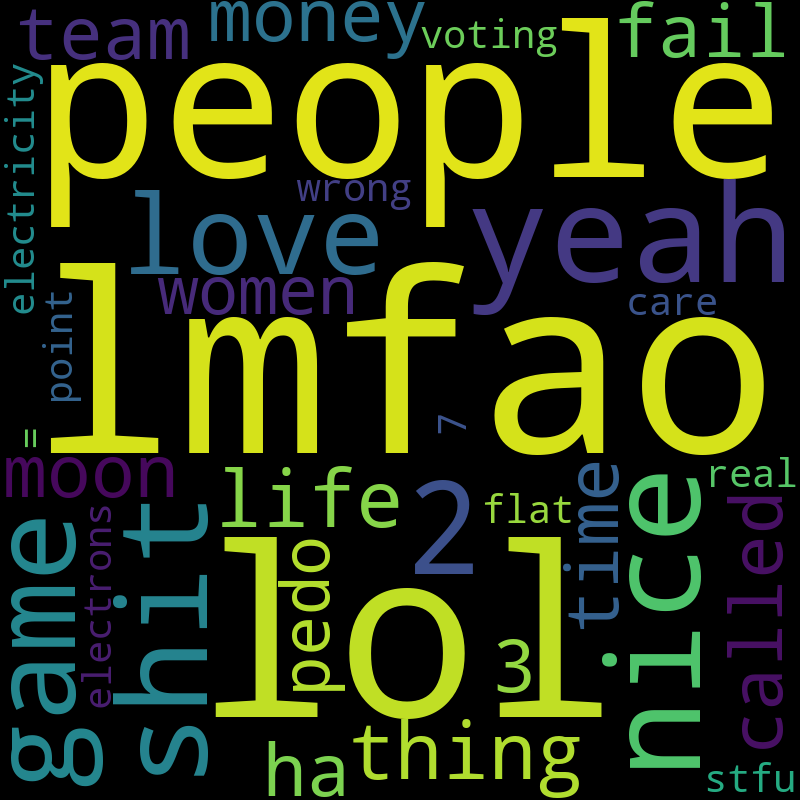 team
money
voting
fail
people
electricity
wrong
love
yeah
women
care
point
lmfao
7
=
moon
life
2
flat
time
real
nice
called
game
electrons
shit
lol
pedo
3
ha
thing
stfu